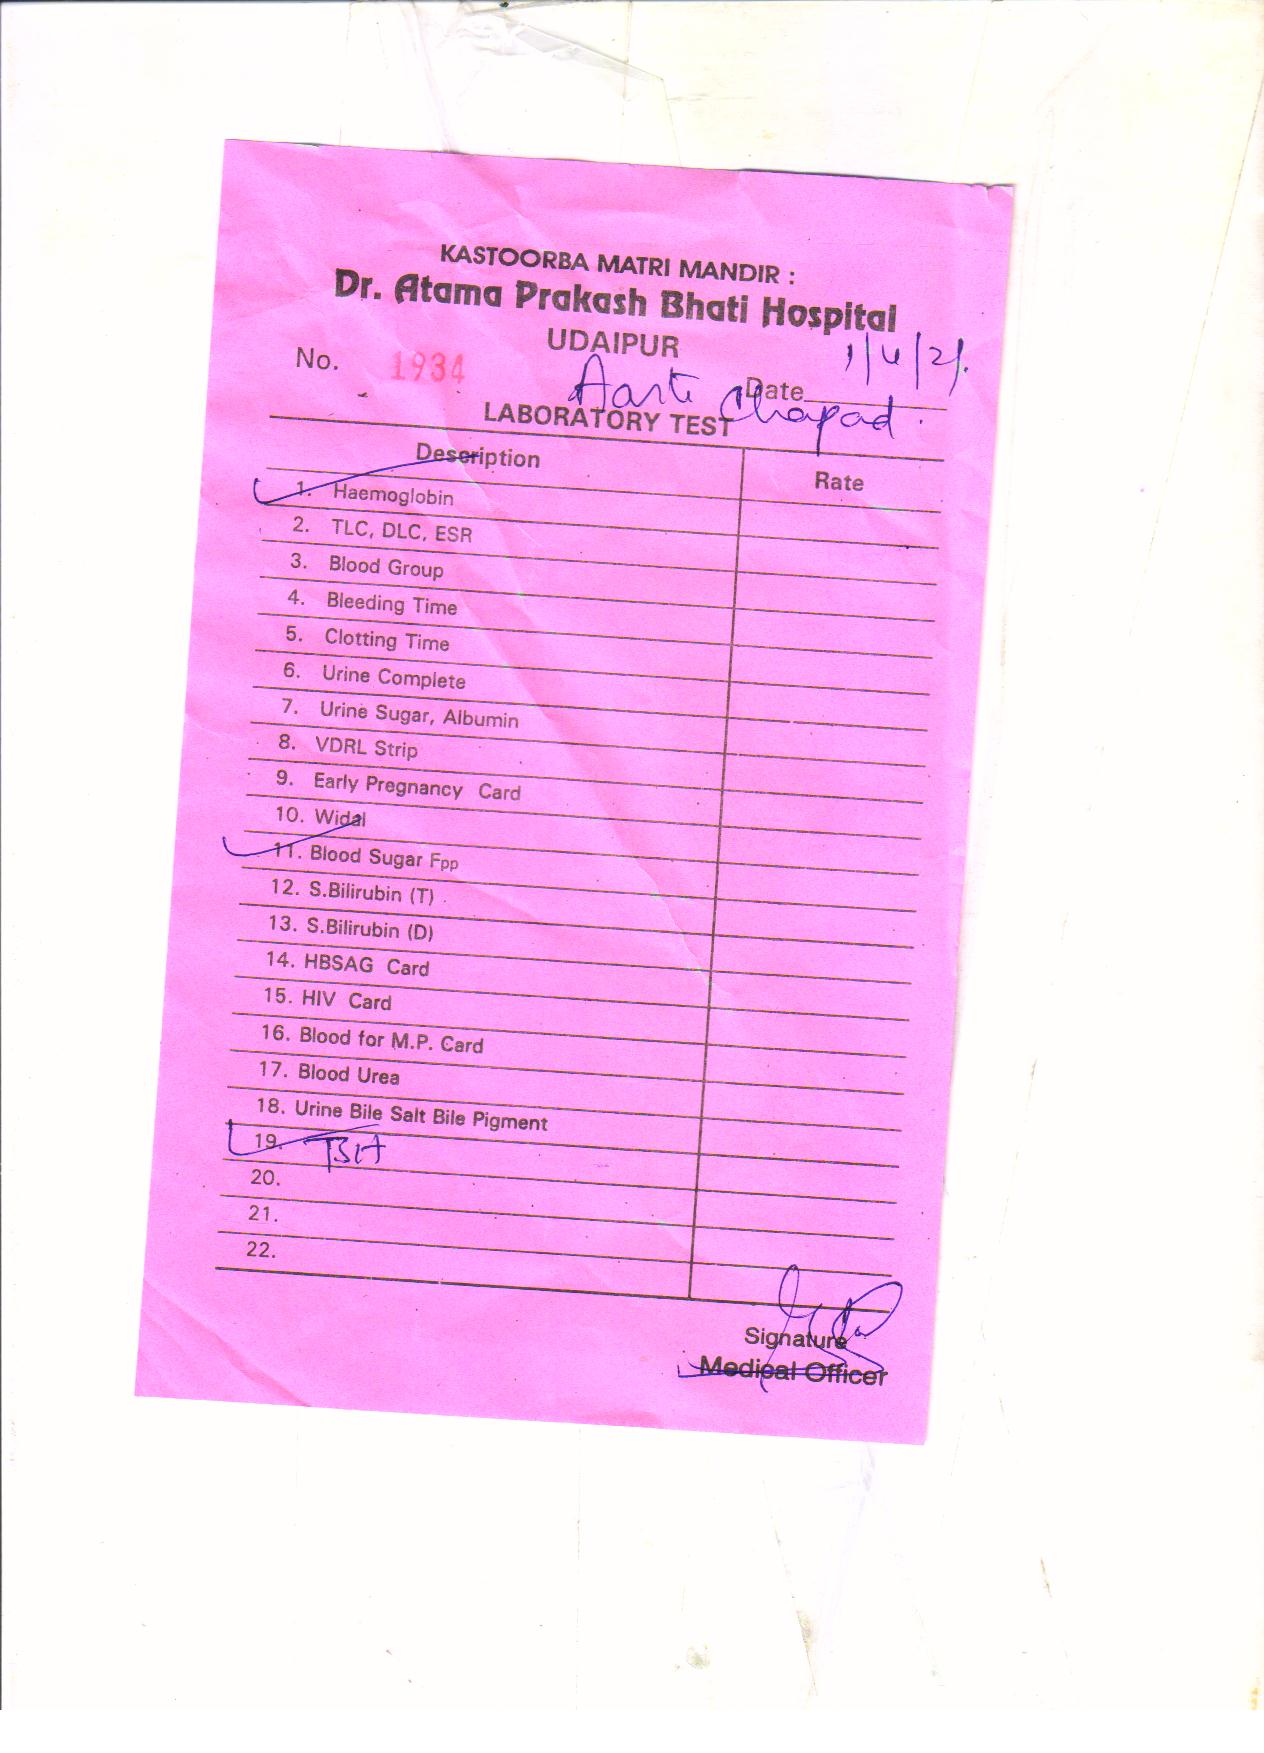 KASTOORBA MATRI MANDIR :
Dr. Atama Prakash Bhati Hospital
UDAIPUR
No. 1934
Date 1/4/21.
Aarti Chapad
LABORATORY TEST
Description Rate
1. Haemoglobin
2. TLC, DLC, ESR
3. Blood Group
4. Bleeding Time
5. Clotting Time
6. Urine Complete
7. Urine Sugar, Albumin
8. VDRL Strip
9. Early Pregnancy Card
10. Widal
11. Blood Sugar Fpp
12. S.Bilirubin (T)
13. S.Bilirubin (D)
14. HBSAG Card
15. HIV Card
16. Blood for M.P. Card
17. Blood Urea
18. Urine Bile Salt Bile Pigment
19.
20.
21.
22.
Signature
Medical Officer